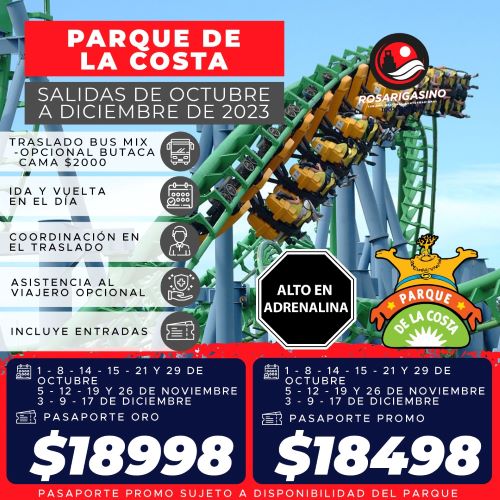 PARQUE DE
LA COSTA
SALIDAS DE OCTUBRE
A DICIEMBRE DE 2023
ROSARIGASINO
TRASLADO BUS MIX
-OPCIONAL BUTACA
CAMA $2000
IDA Y VUELTA
EN EL DÍA
COORDINACIÓN EN
EL TRASLADO
ASISTENCIA AL
VIAJERO OPCIONAL
INCLUYE ENTRADAS
ALTO EN
ADRENALINA
PARQUE
DE LA COSTA
1 - 8 - 14 - 15 - 21 Y 29 DE
OCTUBRE
5 - 12 - 19 Y 26 DE NOVIEMBRE
3 - 9 - 17 DE DICIEMBRE
PASAPORTE ORO
$18998
1 - 8 - 14 - 15 - 21 Y 29 DE
OCTUBRE
5 - 12 - 19 Y 26 DE NOVIEMBRE
3 - 9 - 17 DE DICIEMBRE
PASAPORTE PROMO
$18498
PASAPORTE PROMO SUJETO A DISPONIBILIDAD DEL PARQUE